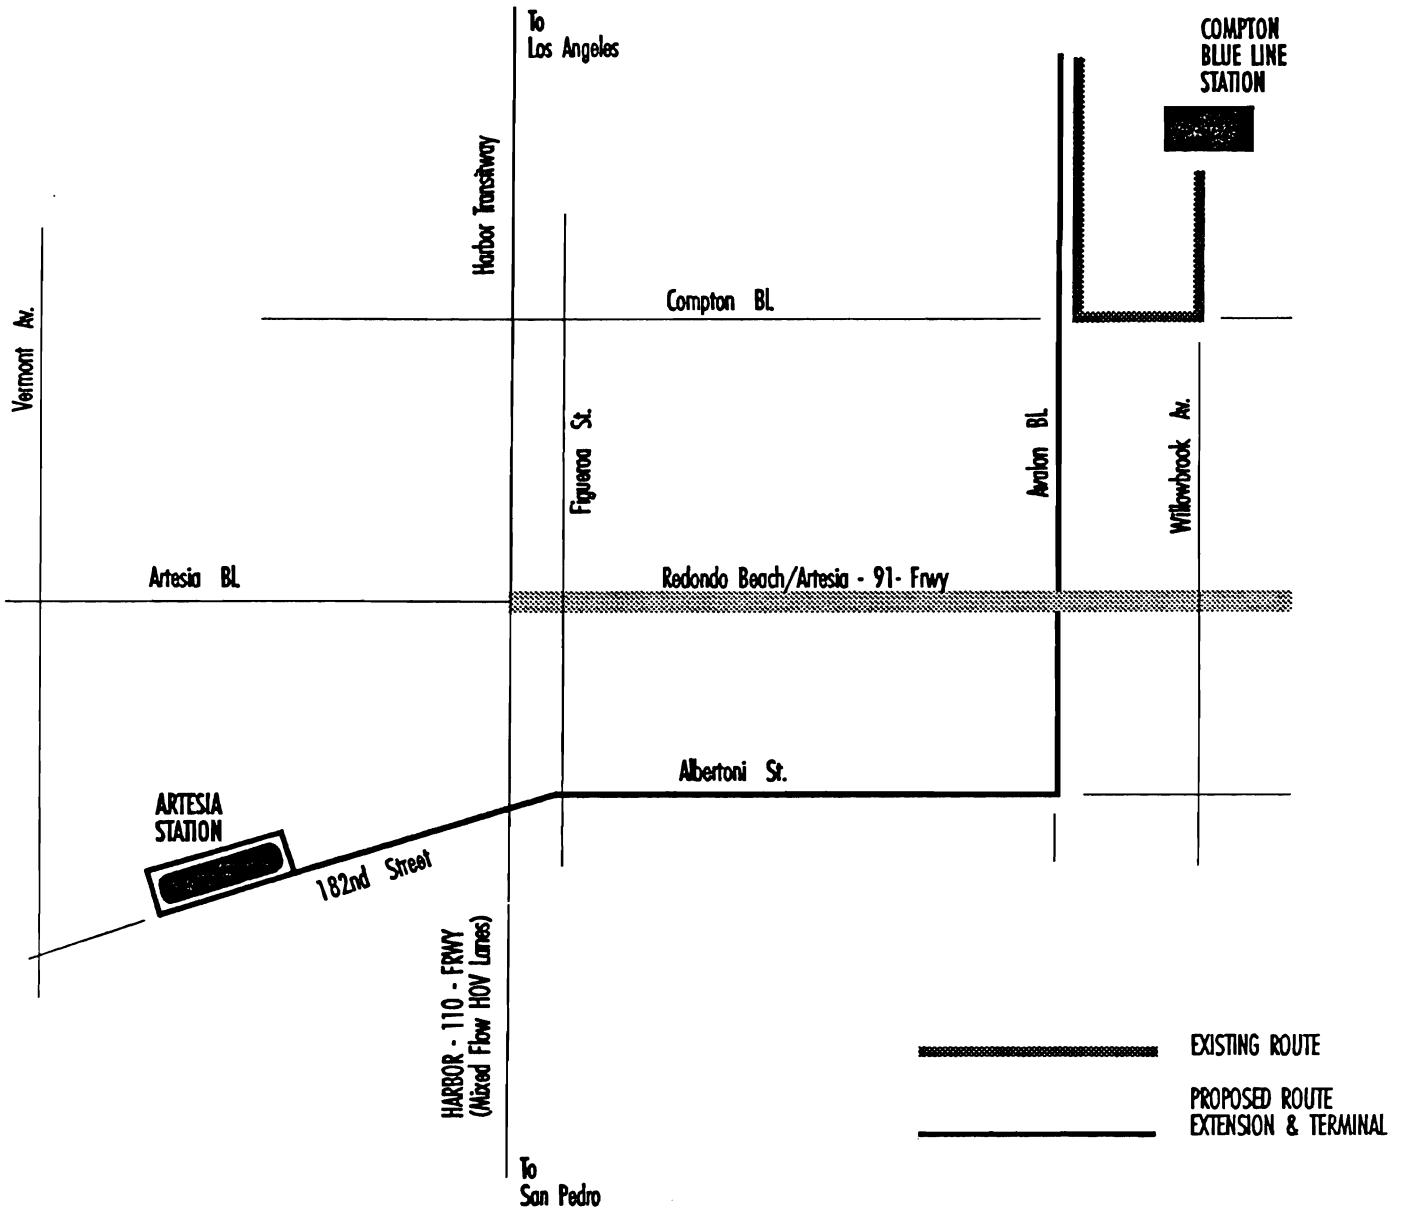 To
Los Angeles
COMPTON
BLUE LINE
STATION
Harbor Transitway
Compton BL
Vermont Av.
Figueroa St.
Avalon BL
Willowbrook Av.
Artesia BL
Redondo Beach/Artesia - 91- Frwy
Albertoni St.
ARTESIA
STATION
182nd Street
HARBOR - 110 - FRWY
(Mixed Flow HOV Lanes)
EXISTING ROUTE
PROPOSED ROUTE
EXTENSION & TERMINAL
To
San Pedro